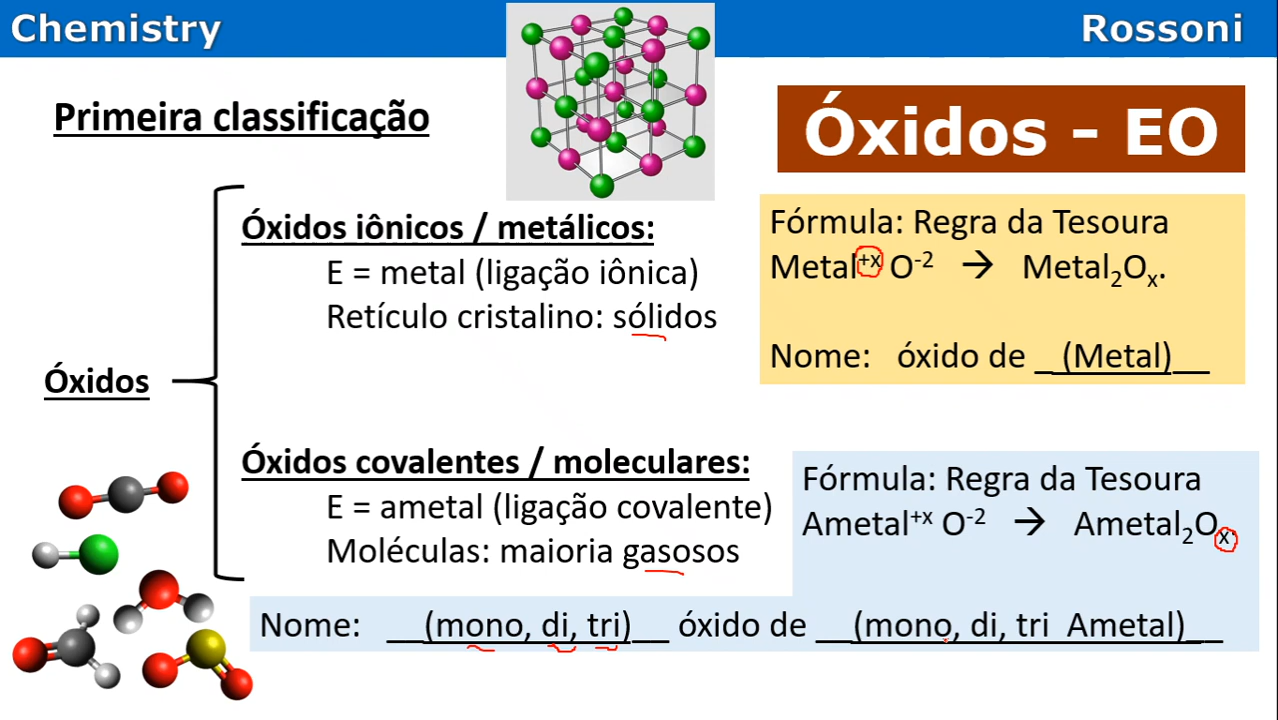 Chemistry
Rossoni
Primeira classificação
Óxidos - EO
Óxidos iônicos / metálicos:
E = metal (ligação iônica)
Retículo cristalino: sólidos
Fórmula: Regra da Tesoura
Metal⁺ˣ O⁻² → Metal₂Oₓ.
Nome: óxido de __(Metal)__
Óxidos
Óxidos covalentes / moleculares:
E = ametal (ligação covalente)
Moléculas: maioria gasosos
Fórmula: Regra da Tesoura
Ametal⁺ˣ O⁻² → Ametal₂Oₓ.
Nome: __(mono, di, tri)__ óxido de __(mono, di, tri Ametal)__